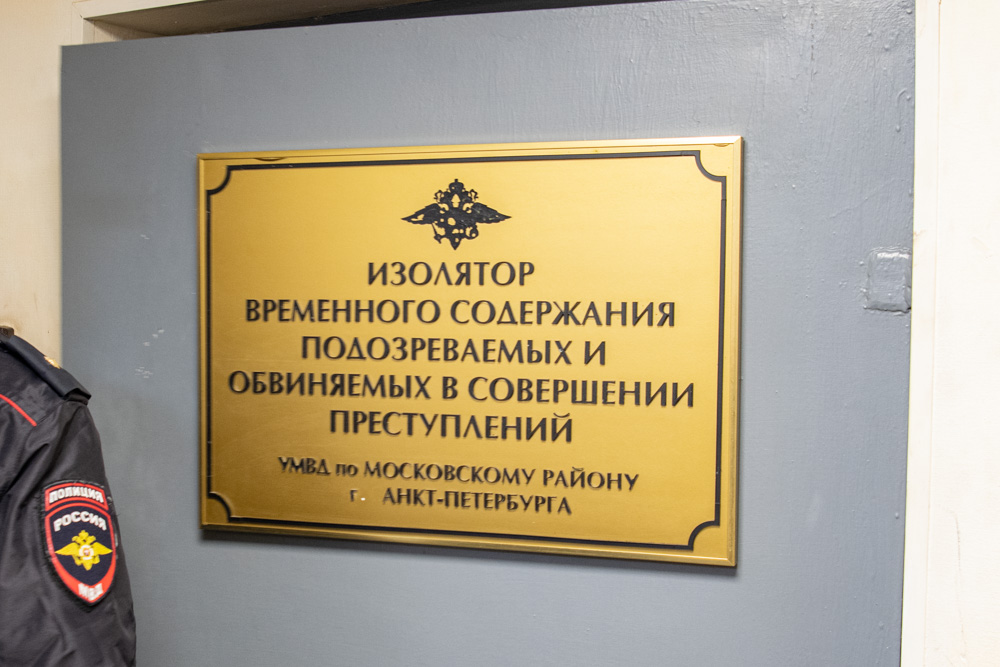 ИЗОЛЯТОР
ВРЕМЕННОГО СОДЕРЖАНИЯ
ПОДОЗРЕВАЕМЫХ И
ОБВИНЯЕМЫХ В СОВЕРШЕНИИ
ПРЕСТУПЛЕНИЙ
УМВД по МОСКОВСКОМУ РАЙОНУ
г. АНКТ-ПЕТЕРБУРГА
ПОЛИЦИЯ
РОССИЯ
МВД